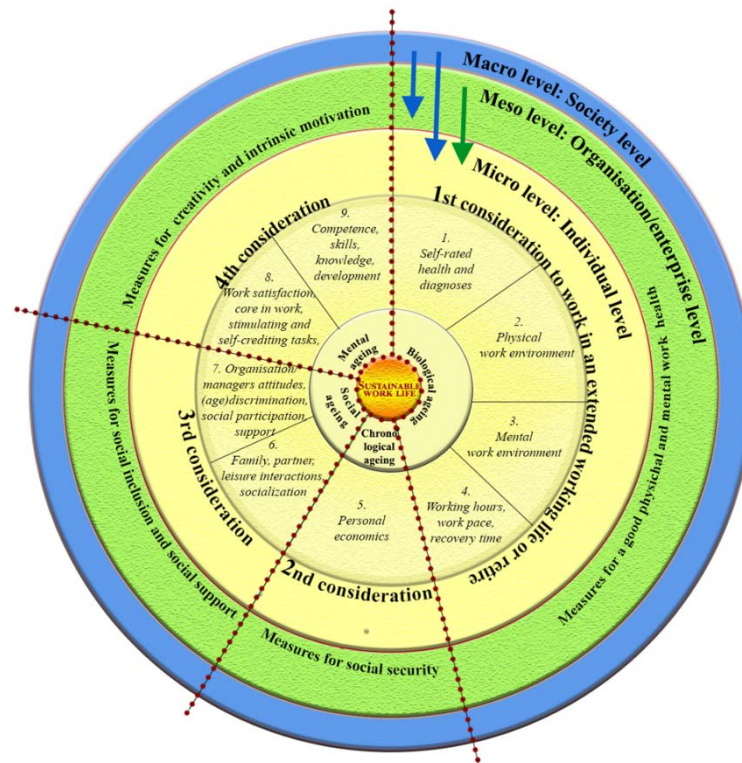 Macro level: Society level
Meso level: Organisation/enterprise level
Micro level: Individual level
1st consideration to work in an extended working life or retire
Measures for a good physichal and mental work health
Measures for creativity and intrinsic motivation
4th consideration
9.
Competence,
skills,
knowledge,
development
1.
Self-rated
health and
diagnoses
8.
Work satisfaction,
core in work,
stimulating and
self-crediting tasks,
2.
Physical
work environment
7. Organisation/
managers attitudes,
(age)discrimination,
social participation,
support
3.
Mental
work environment
6.
Family, partner,
leisure interactions,
socialization
4.
Working hours,
work pace,
recovery time
5.
Personal
economics
Mental
ageing
Biological ageing
Social
ageing
Chrono
logical
ageing
SUSTAINABLE
WORK LIFE
3rd consideration
2nd consideration
Measures for social inclusion and social support
Measures for social security